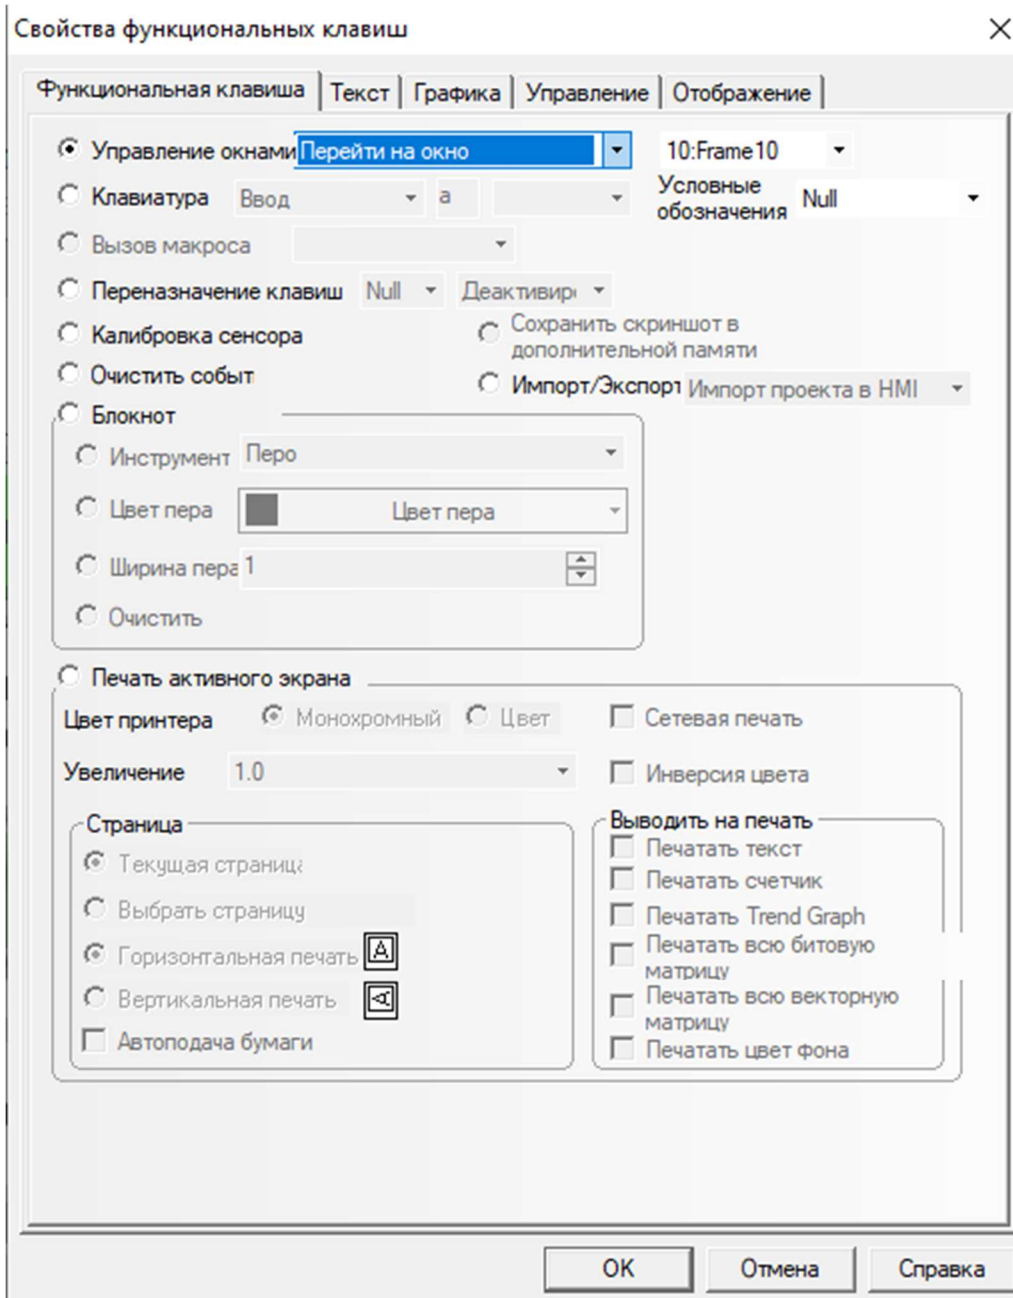 Свойства функциональных клавиш
Функциональная клавиша Текст Графика Управление Отображение
Управление окнами Перейти на окно 10:Frame10
Клавиатура Ввод а Условные обозначения Null
Вызов макроса
Переназначение клавиш Null Деактивир
Калибровка сенсора Сохранить скриншот в
дополнительной памяти
Очистить событ Импорт/Экспорт Импорт проекта в HMI
Блокнот
Инструмент Перо
Цвет пера Цвет пера
Ширина пера 1
Очистить
Печать активного экрана
Цвет принтера Монохромный Цвет Сетевая печать
Увеличение 1.0 Инверсия цвета
Страница Выводить на печать
Текущая страница Печатать текст
Печатать счетчик
Выбрать страницу Печатать Trend Graph
Горизонтальная печать A Печатать всю битовую
матрицу
Вертикальная печать A Печатать всю векторную
матрицу
Автоподача бумаги Печатать цвет фона
OK Отмена Справка